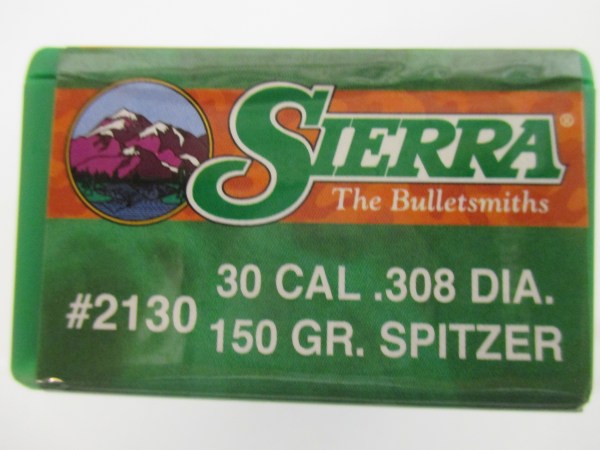 SIERRA®
The Bulletsmiths
#2130
30 CAL .308 DIA.
150 GR. SPITZER